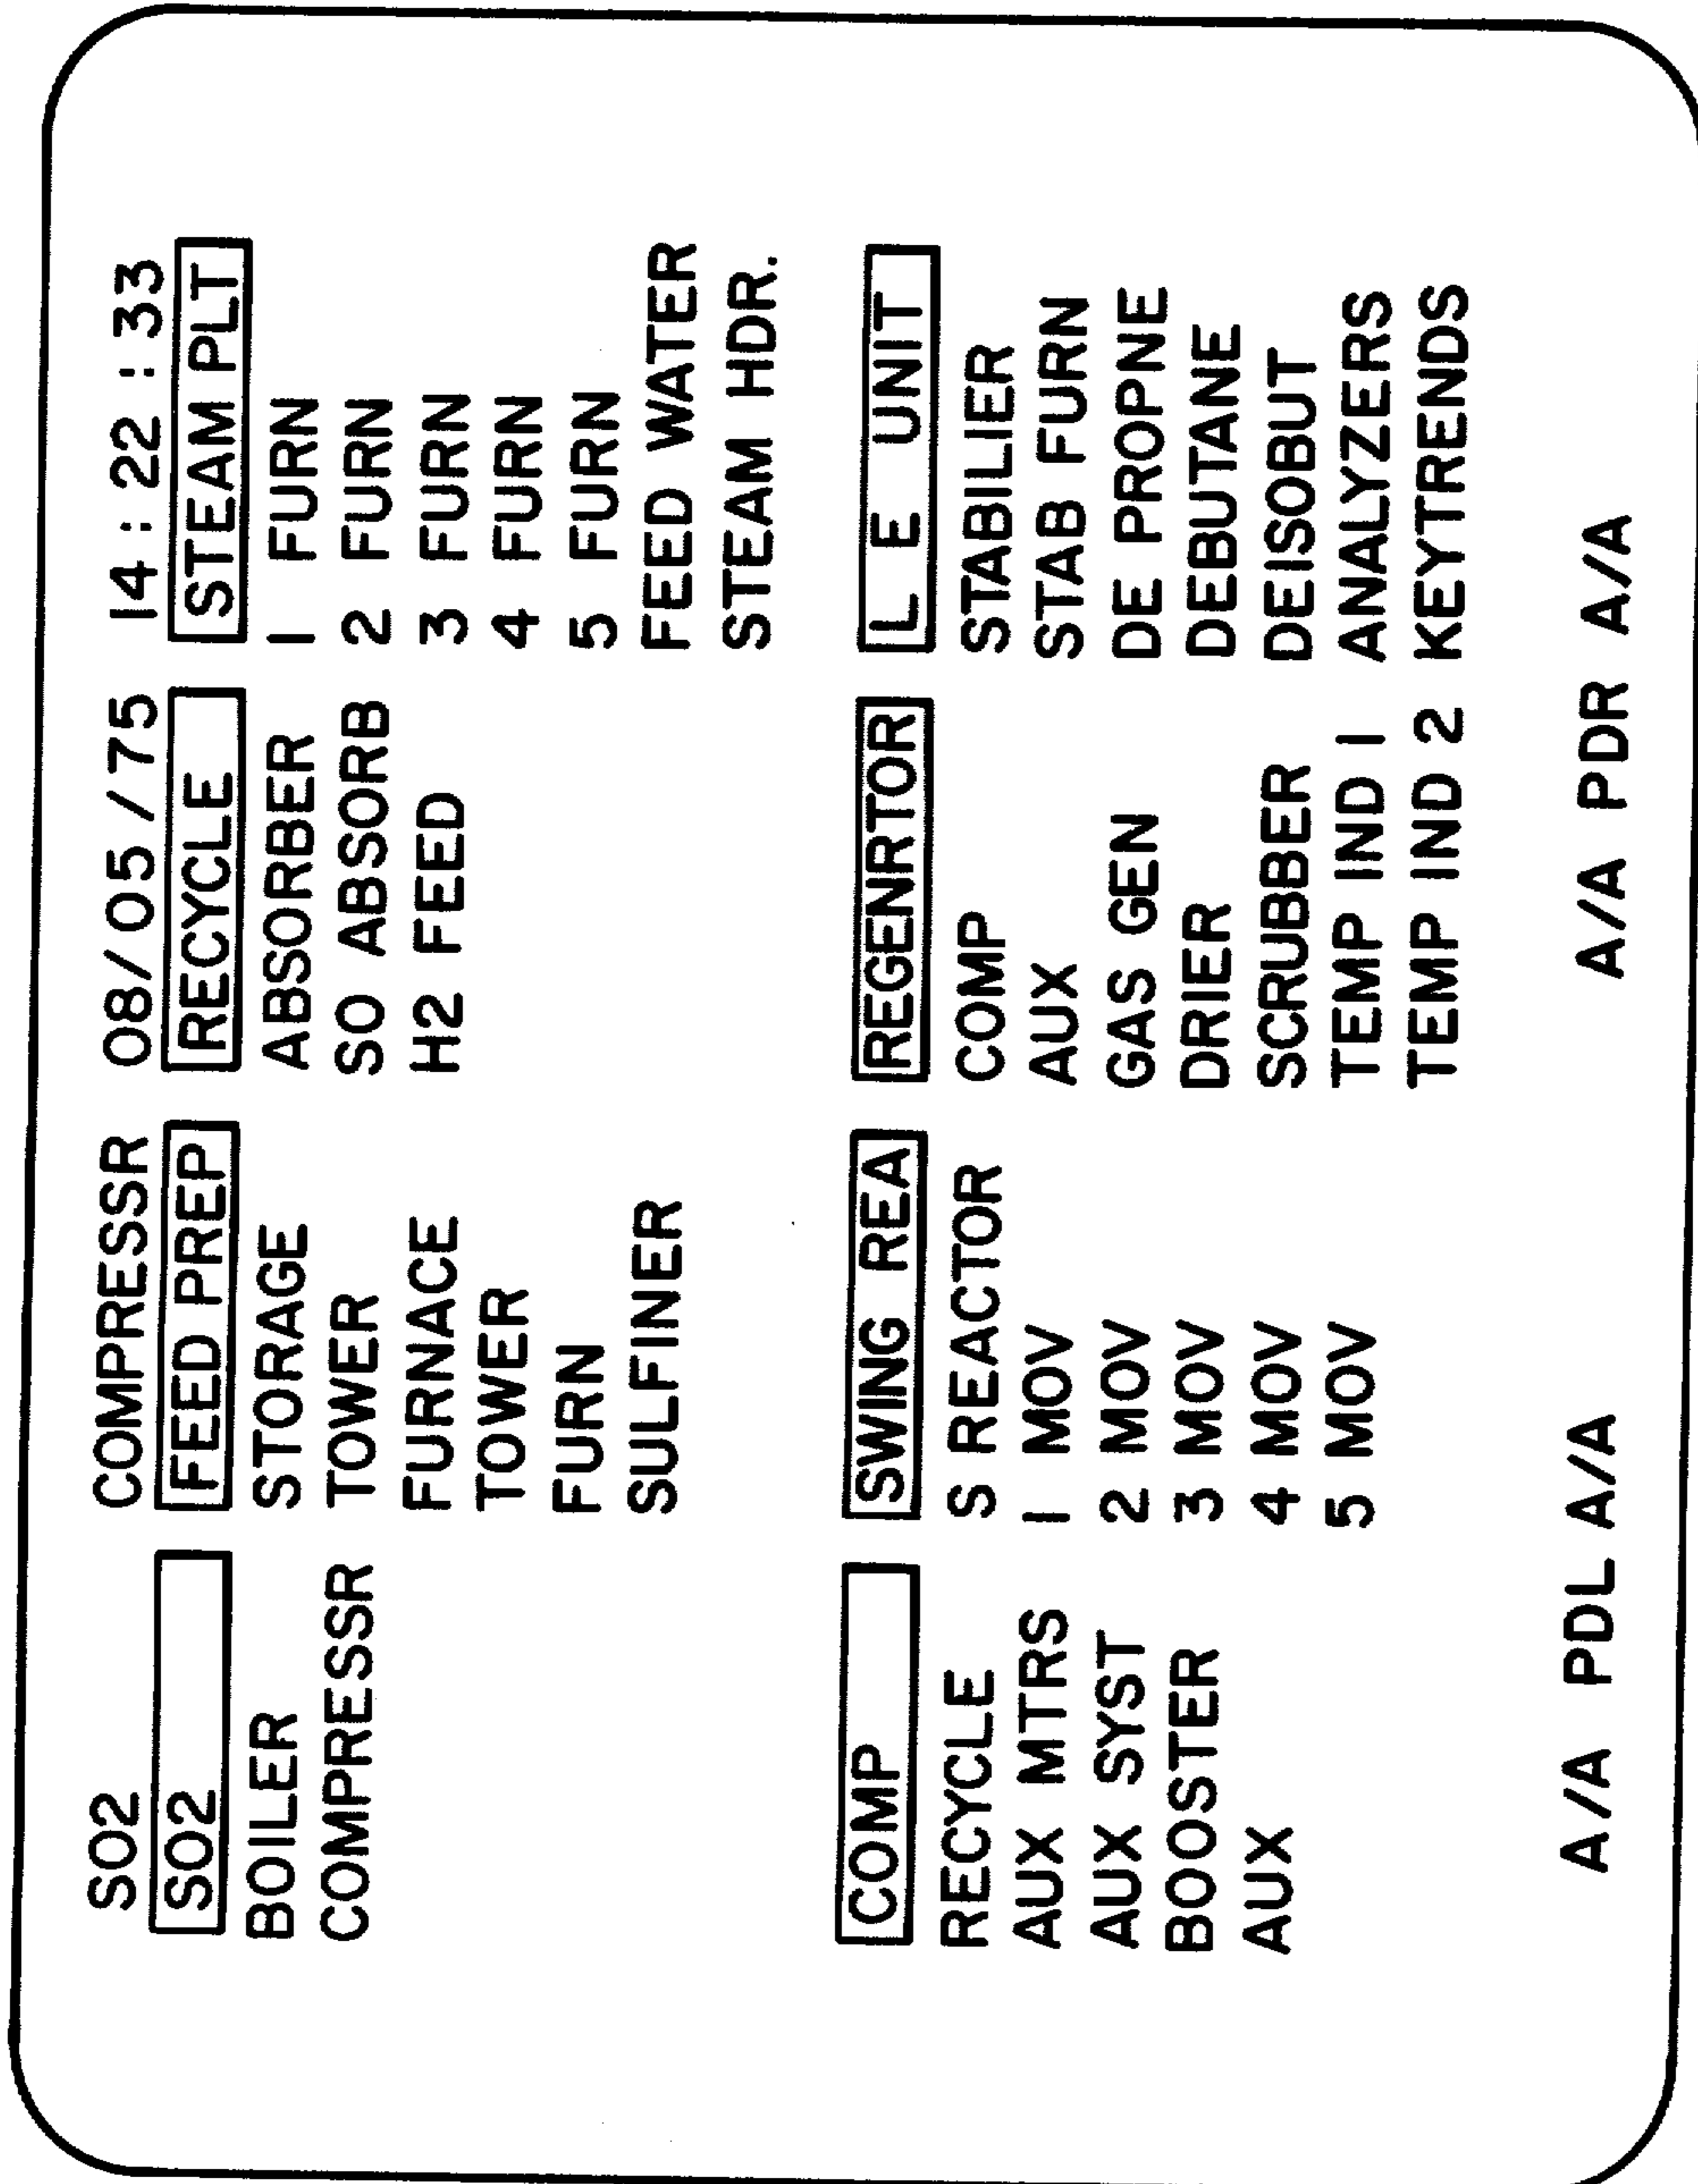 SO2 COMPRESSR 08/05/75 14:22:33
SO2 FEED PREP RECYCLE STEAM PLT
BOILER STORAGE ABSORBER 1 FURN
COMPRESSR TOWER SO ABSORB 2 FURN
FURNACE H2 FEED 3 FURN
TOWER 4 FURN
FURN 5 FURN
SULFINER FEED WATER
STEAM HDR.
COMP SWING REA REGENRTOR L E UNIT
RECYCLE S REACTOR COMP STABILIER
AUX MTRS 1 MOV AUX STAB FURN
AUX SYST 2 MOV GAS GEN DE PROPNE
BOOSTER 3 MOV DRIER DEBUTANE
AUX 4 MOV SCRUBBER DEISOBUT
5 MOV TEMP IND 1 ANALYZERS
TEMP IND 2 KEYTRENDS
A/A PDL A/A A/A PDR A/A